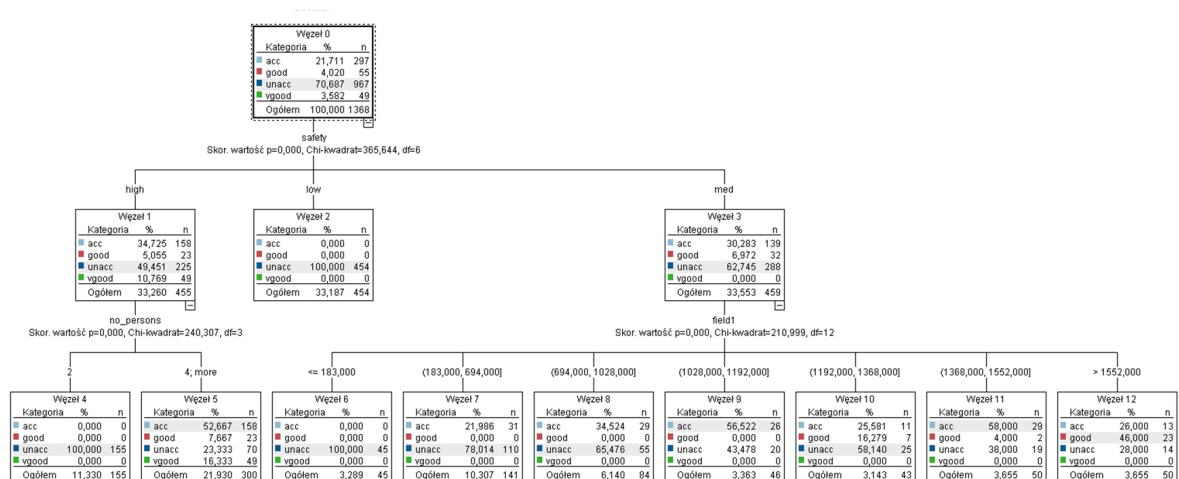 Węzeł 0
Kategoria % n
acc 21,711 297
good 4,020 55
unacc 70,687 967
vgood 3,582 49
Ogółem 100,000 1368
safety
Skor. wartość p=0,000, Chi-kwadrat=365,644, df=6
high low med
Węzeł 1
Kategoria % n
acc 34,725 158
good 5,055 23
unacc 49,451 225
vgood 10,769 49
Ogółem 33,260 455
Węzeł 2
Kategoria % n
acc 0,000 0
good 0,000 0
unacc 100,000 454
vgood 0,000 0
Ogółem 33,187 454
Węzeł 3
Kategoria % n
acc 30,283 139
good 6,972 32
unacc 62,745 288
vgood 0,000 0
Ogółem 33,553 459
no_persons
Skor. wartość p=0,000, Chi-kwadrat=240,307, df=3
field1
Skor. wartość p=0,000, Chi-kwadrat=210,999, df=12
2 4; more <= 183,000 (183,000, 694,000] (694,000, 1028,000] (1028,000, 1192,000] (1192,000, 1368,000] (1368,000, 1552,000] > 1552,000
Węzeł 4
Kategoria % n
acc 0,000 0
good 0,000 0
unacc 100,000 155
vgood 0,000 0
Ogółem 11,330 155
Węzeł 5
Kategoria % n
acc 52,667 158
good 7,667 23
unacc 23,333 70
vgood 16,333 49
Ogółem 21,930 300
Węzeł 6
Kategoria % n
acc 0,000 0
good 0,000 0
unacc 100,000 45
vgood 0,000 0
Ogółem 3,289 45
Węzeł 7
Kategoria % n
acc 21,986 31
good 0,000 0
unacc 78,014 110
vgood 0,000 0
Ogółem 10,307 141
Węzeł 8
Kategoria % n
acc 34,524 29
good 0,000 0
unacc 65,476 55
vgood 0,000 0
Ogółem 6,140 84
Węzeł 9
Kategoria % n
acc 56,522 26
good 0,000 0
unacc 43,478 20
vgood 0,000 0
Ogółem 3,363 46
Węzeł 10
Kategoria % n
acc 25,581 11
good 16,279 7
unacc 58,140 25
vgood 0,000 0
Ogółem 3,143 43
Węzeł 11
Kategoria % n
acc 58,000 29
good 4,000 2
unacc 38,000 19
vgood 0,000 0
Ogółem 3,655 50
Węzeł 12
Kategoria % n
acc 26,000 13
good 46,000 23
unacc 28,000 14
vgood 0,000 0
Ogółem 3,655 50